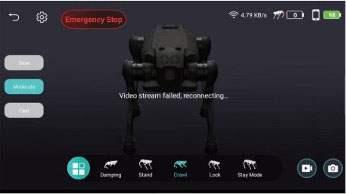 Emergency Stop
4.79 KB/s
0
Slow
Moderate
Fast
Video stream failed, reconnecting...
Damping
Stand
Crawl
Lock
Stay Mode